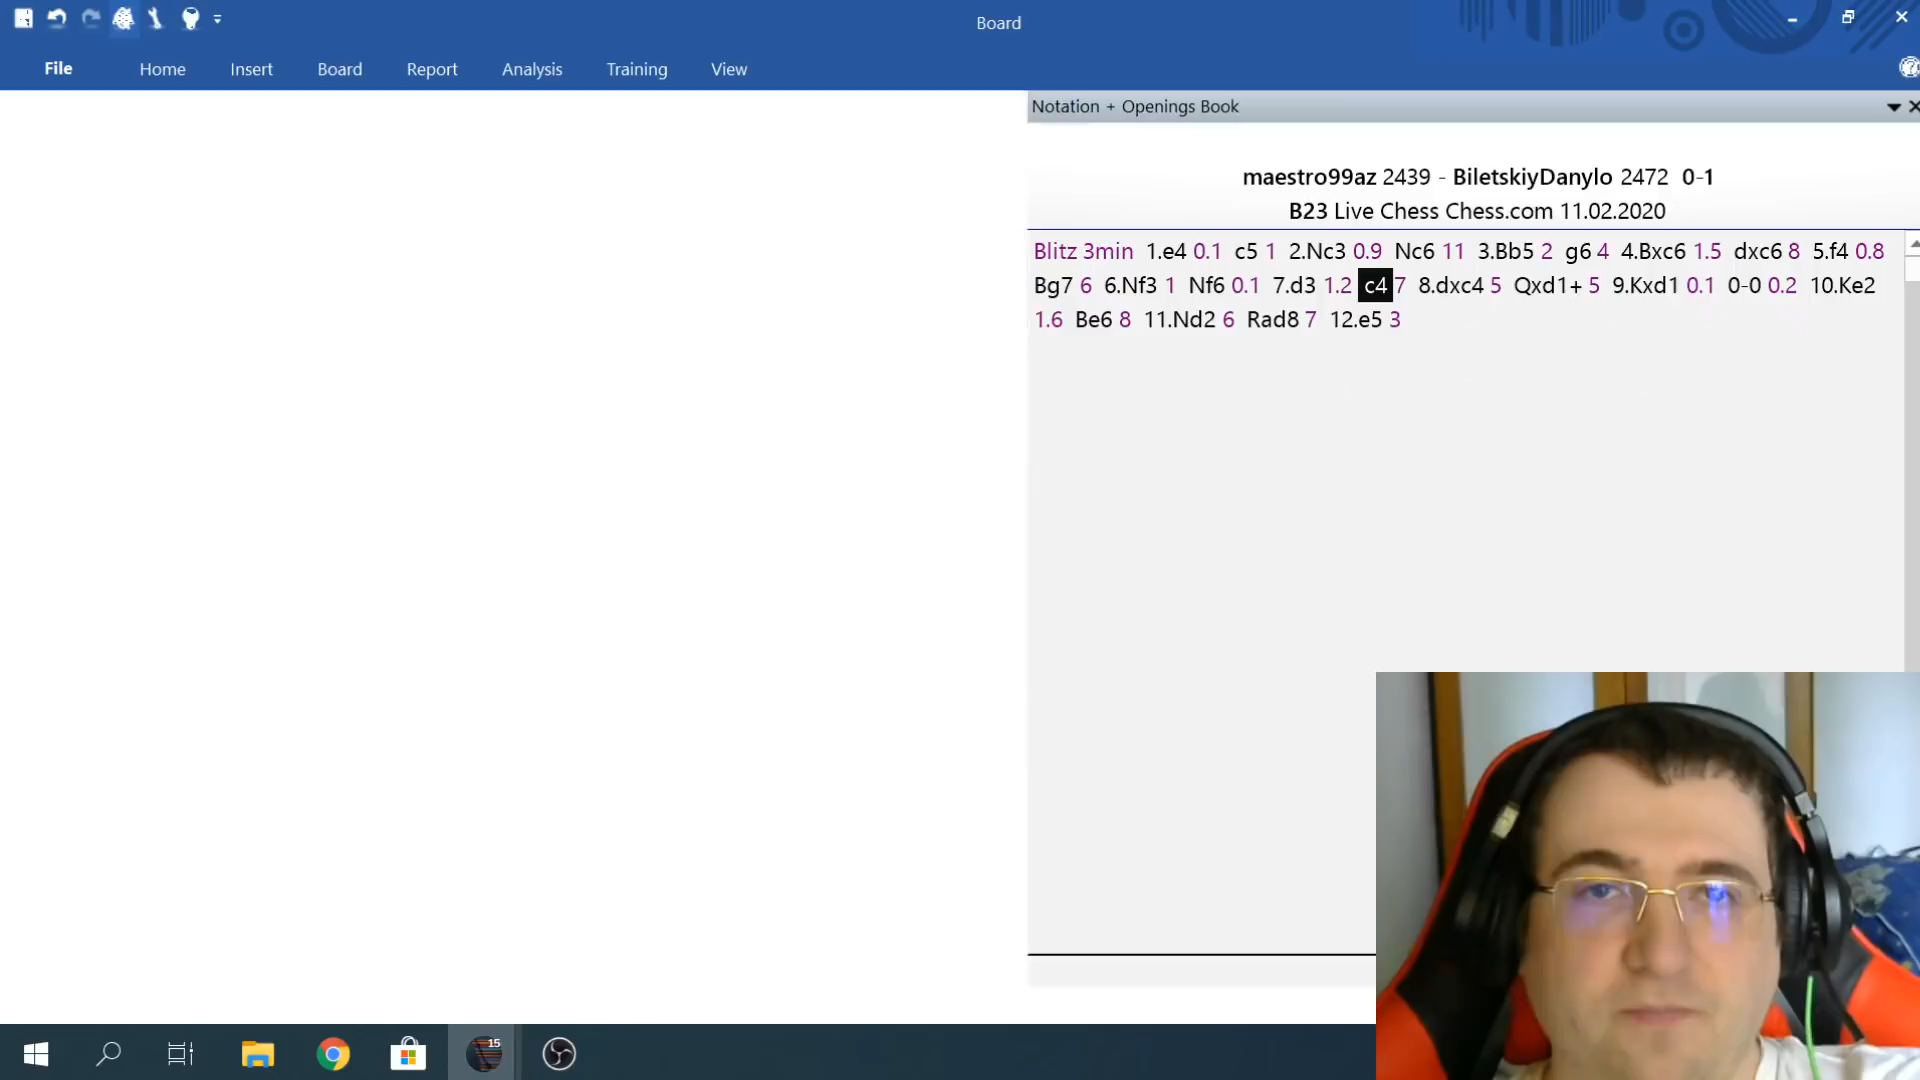 Board
File Home Insert Board Report Analysis Training View
Notation + Openings Book
maestro99az 2439 - BiletskiyDanylo 2472 0-1
B23 Live Chess Chess.com 11.02.2020
Blitz 3min 1.e4 0.1 c5 1 2.Nc3 0.9 Nc6 11 3.Bb5 2 g6 4 4.Bxc6 1.5 dxc6 8 5.f4 0.8
Bg7 6 6.Nf3 1 Nf6 0.1 7.d3 1.2 c4 7 8.dxc4 5 Qxd1+ 5 9.Kxd1 0.1 0-0 0.2 10.Ke2
1.6 Be6 8 11.Nd2 6 Rad8 7 12.e5 3
15